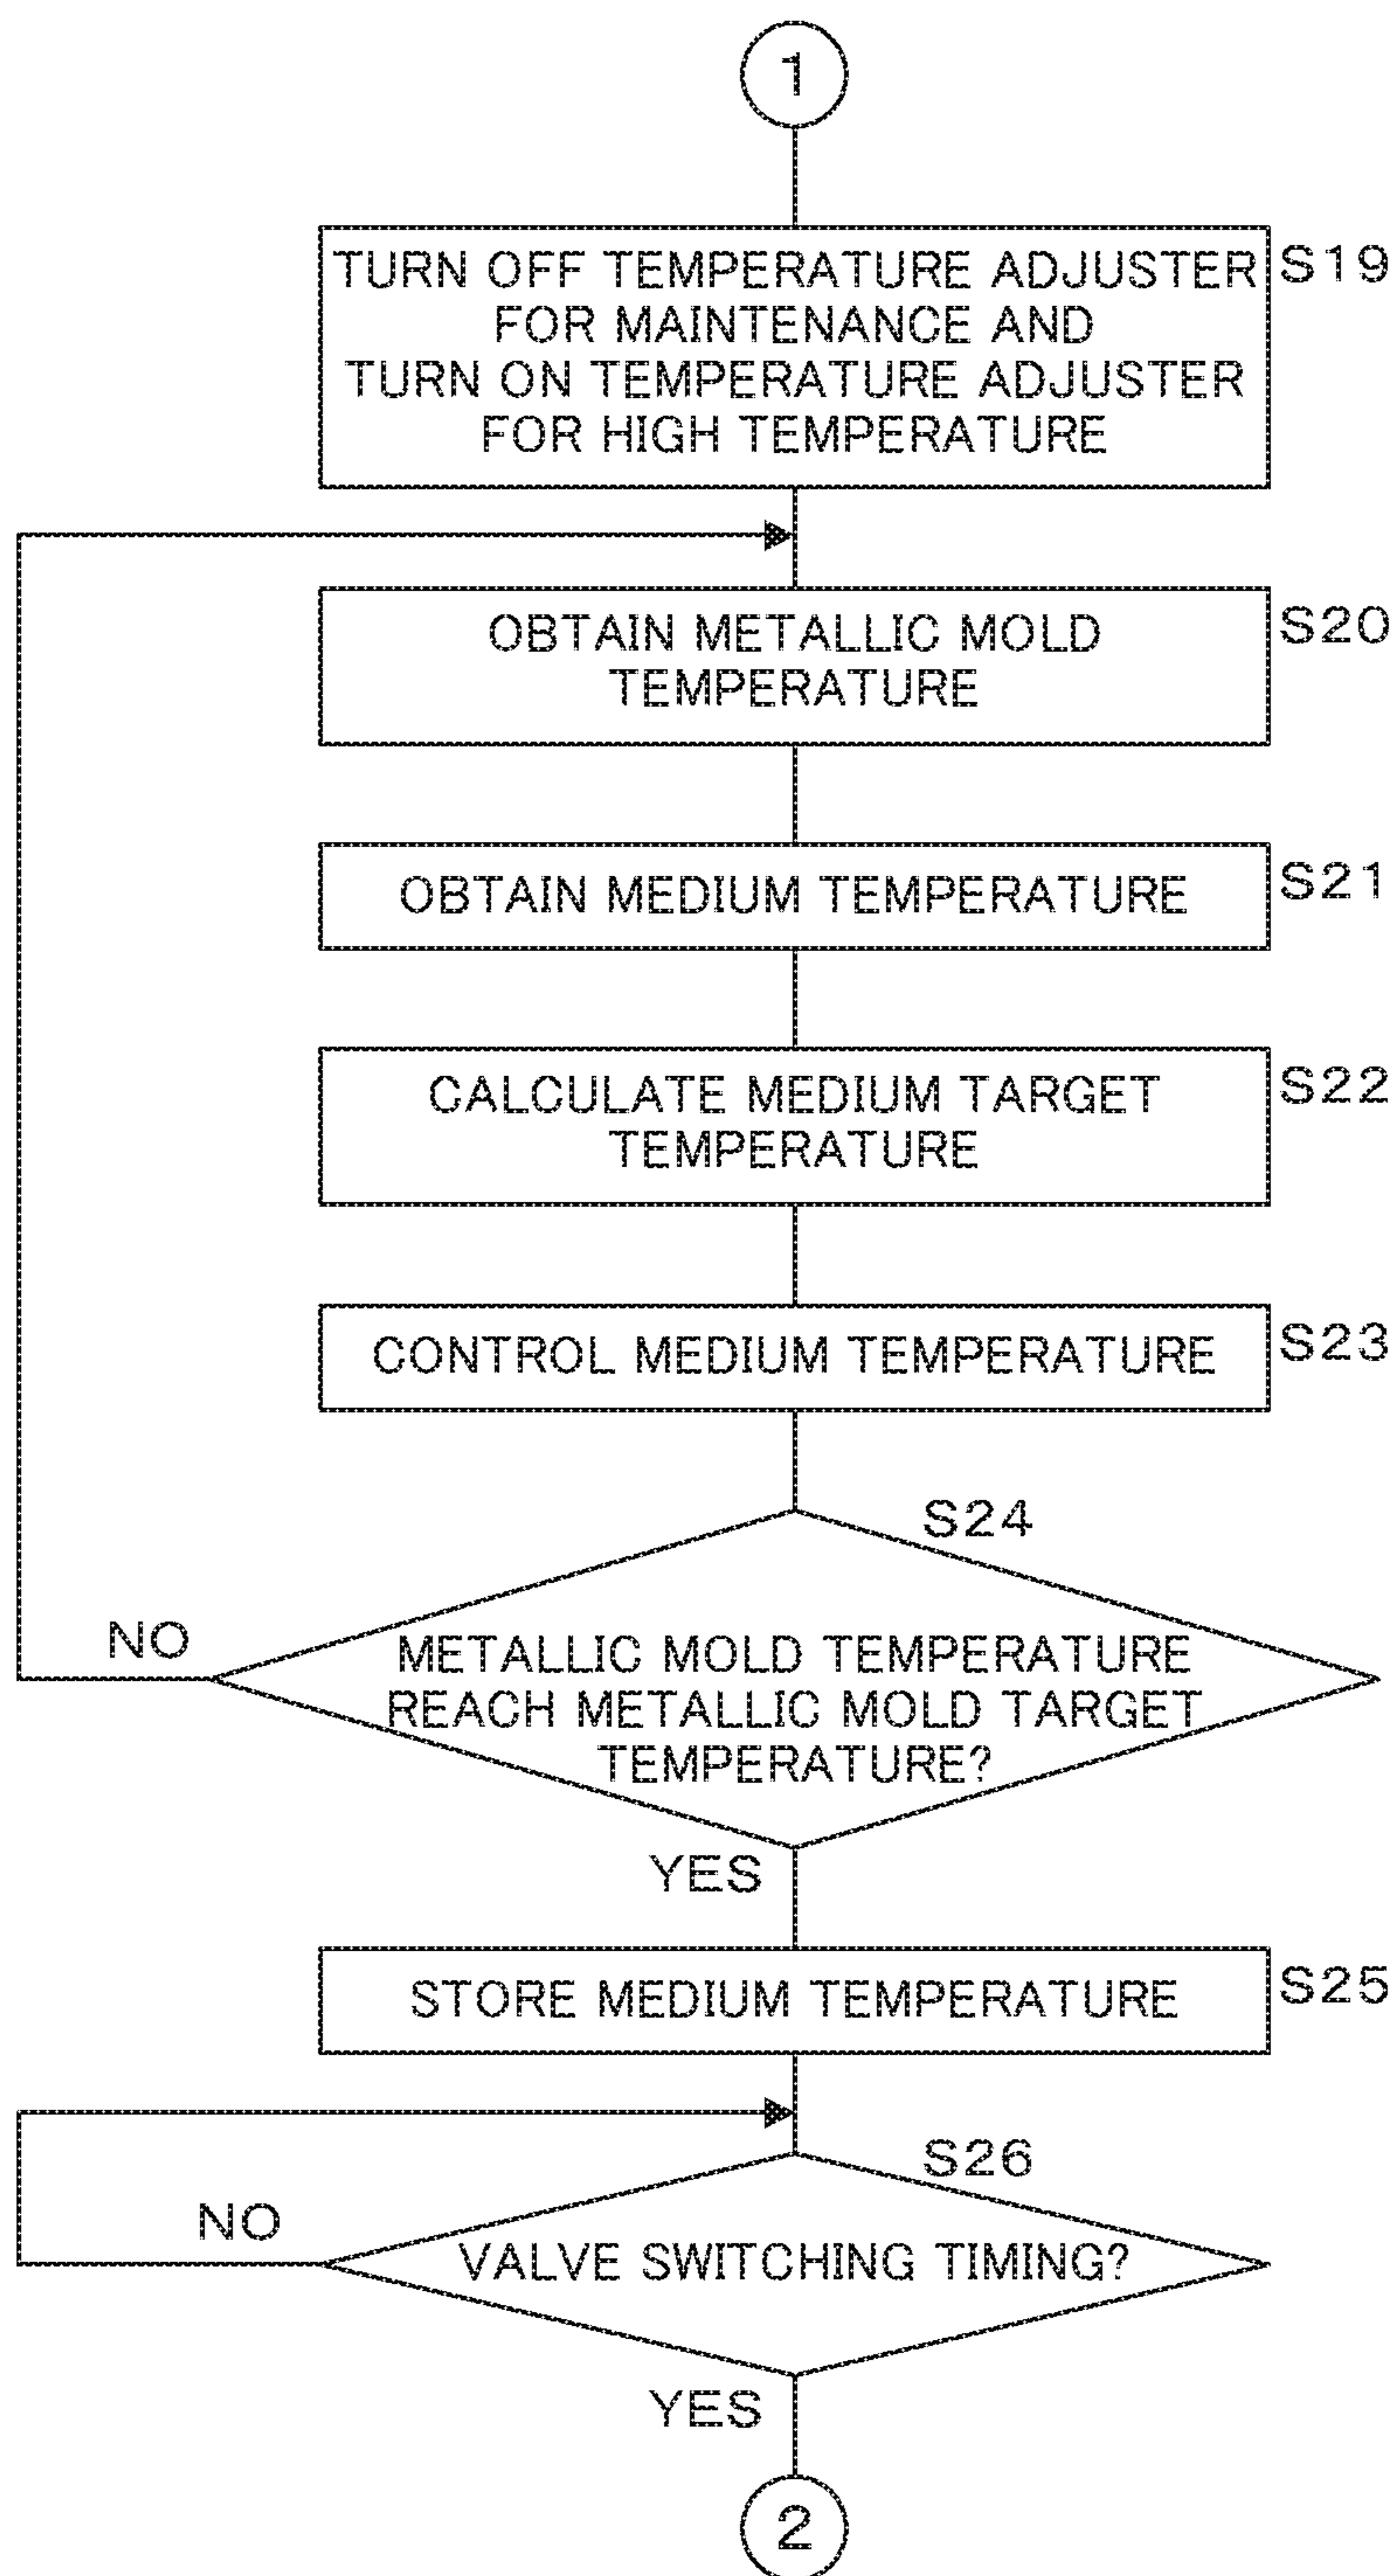 1
TURN OFF TEMPERATURE ADJUSTER
FOR MAINTENANCE AND
TURN ON TEMPERATURE ADJUSTER
FOR HIGH TEMPERATURE
S19
OBTAIN METALLIC MOLD
TEMPERATURE
S20
OBTAIN MEDIUM TEMPERATURE
S21
CALCULATE MEDIUM TARGET
TEMPERATURE
S22
CONTROL MEDIUM TEMPERATURE
S23
S24
NO
METALLIC MOLD TEMPERATURE
REACH METALLIC MOLD TARGET
TEMPERATURE?
YES
STORE MEDIUM TEMPERATURE
S25
S26
NO
VALVE SWITCHING TIMING?
YES
2